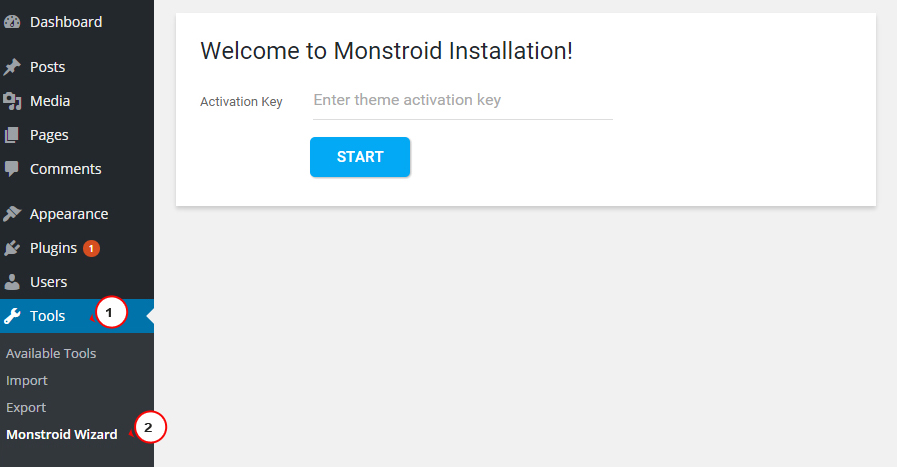 Dashboard
Posts
Media
Pages
Comments
Appearance
Plugins 1
Users
Tools 1
Available Tools
Import
Export
Monstroid Wizard 2
Welcome to Monstroid Installation!
Activation Key Enter theme activation key
START